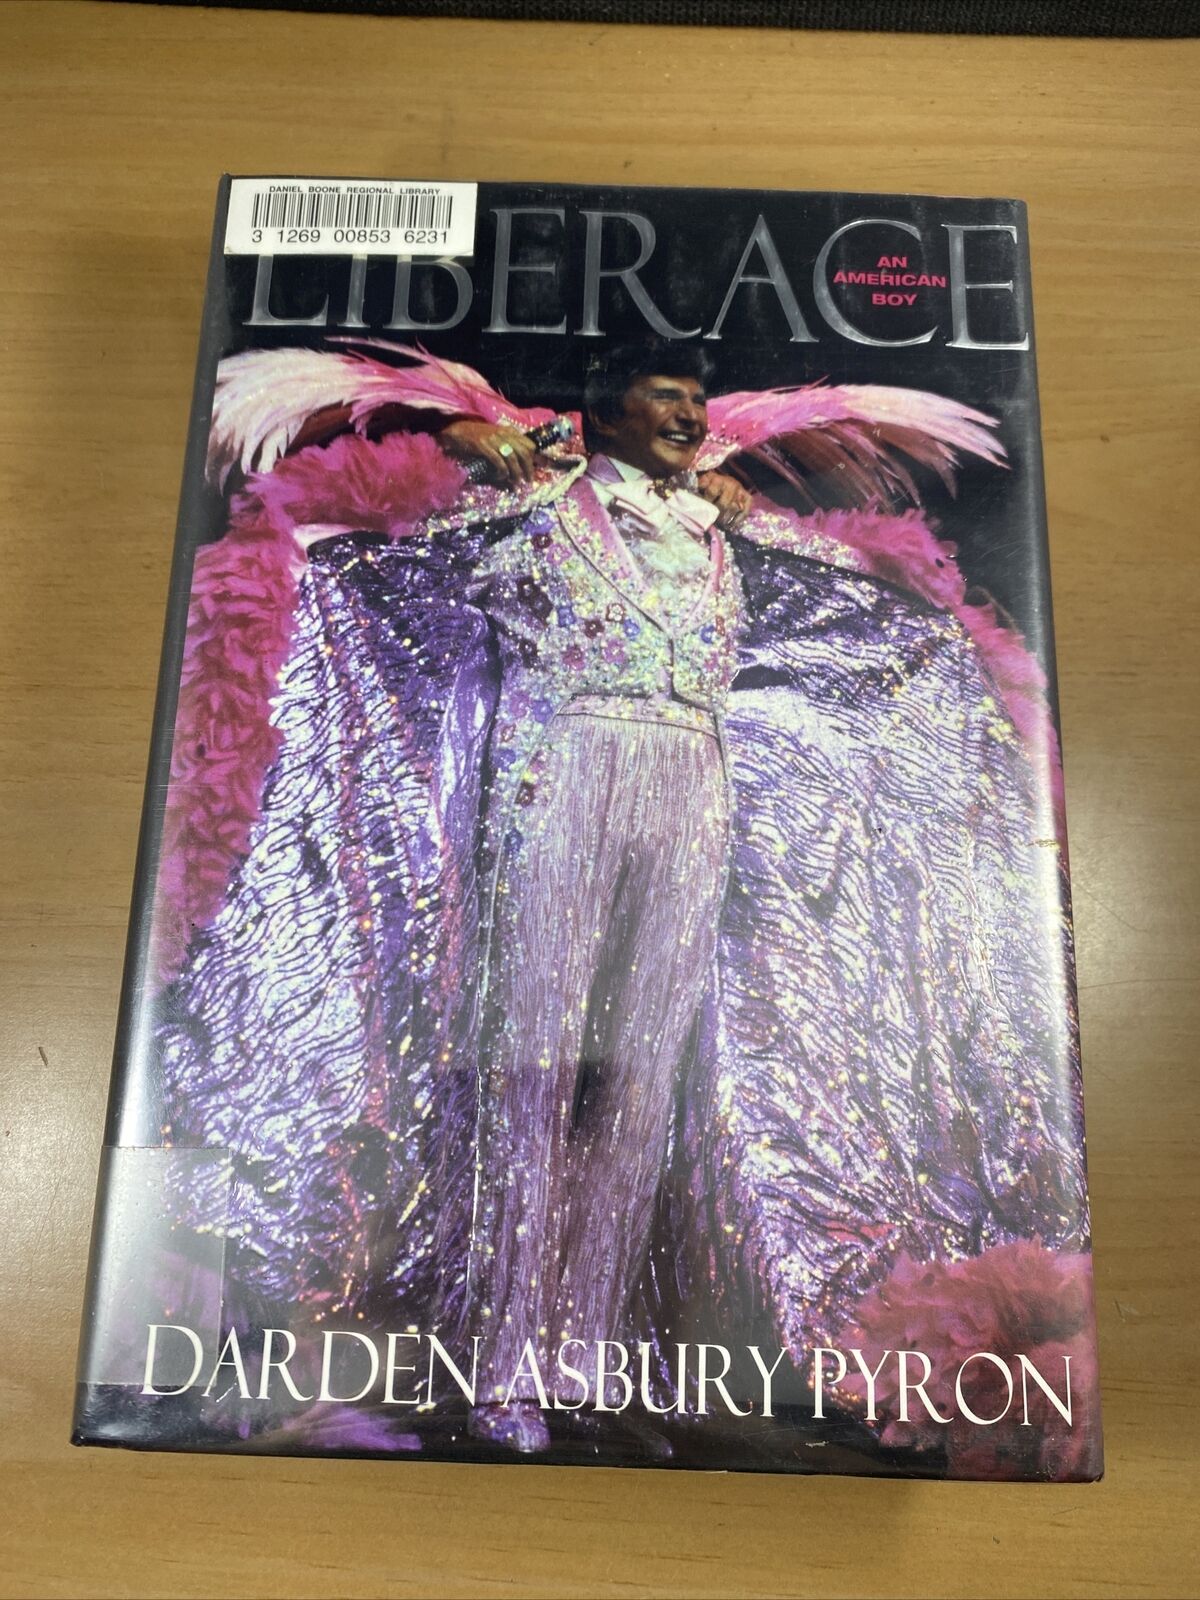 DANIEL BOONE REGIONAL LIBRARY
3 1269 00853 6231
LIBERACE
AN
AMERICAN
BOY
DARDEN ASBURY PYRON